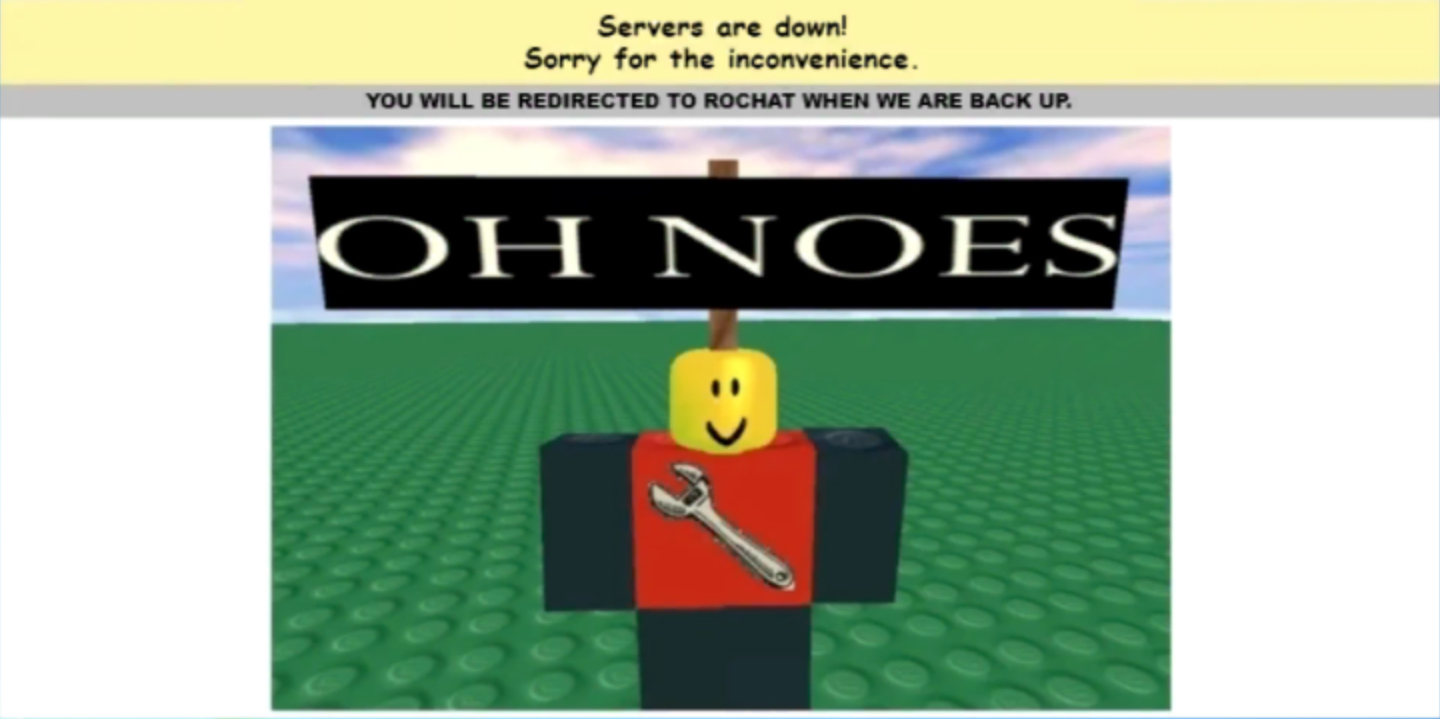 Servers are down!
Sorry for the inconvenience.
YOU WILL BE REDIRECTED TO ROCHAT WHEN WE ARE BACK UP.
OH NOES